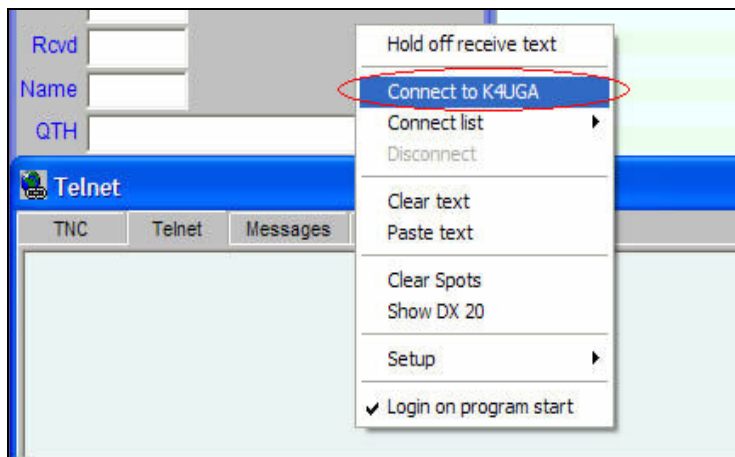 Rcvd
Name
QTH
Hold off receive text
Connect to K4UGA
Connect list
Disconnect
Clear text
Paste text
Clear Spots
Show DX 20
Setup
Login on program start
Telnet
TNC
Telnet
Messages